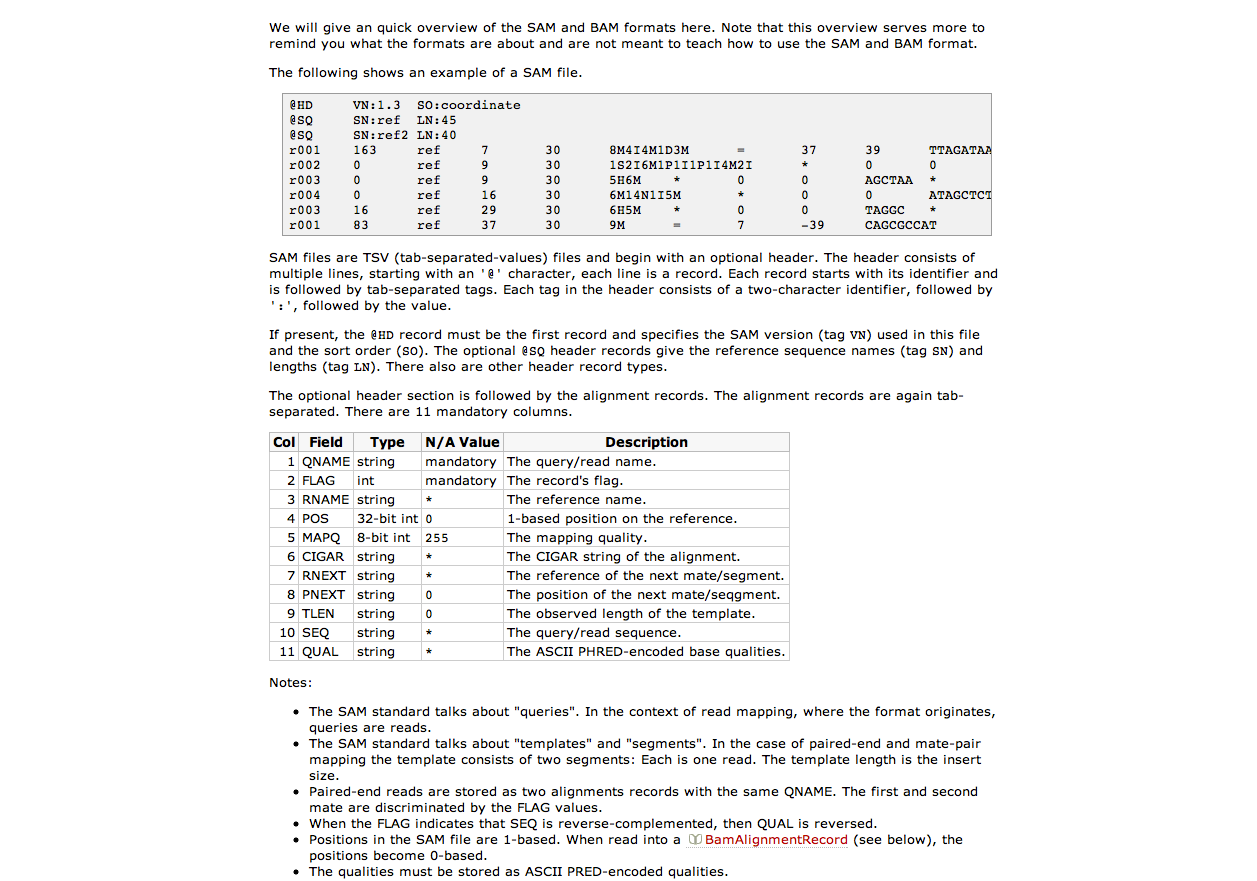 We will give an quick overview of the SAM and BAM formats here. Note that this overview serves more to
remind you what the formats are about and are not meant to teach how to use the SAM and BAM format.
The following shows an example of a SAM file.
@HD VN:1.3 SO:coordinate
@SQ SN:ref LN:45
@SQ SN:ref2 LN:40
r001 163 ref 7 30 8M4I4M1D3M = 37 39 TTAGATAA
r002 0 ref 9 30 1S2I6M1P1I1P1I4M2I * 0 0
r003 0 ref 9 30 5H6M * 0 0 AGCTAA *
r004 0 ref 16 30 6M14N1I5M * 0 0 ATAGCTCT
r003 16 ref 29 30 6H5M * 0 0 TAGGC *
r001 83 ref 37 30 9M = 7 -39 CAGCGCCAT
SAM files are TSV (tab-separated-values) files and begin with an optional header. The header consists of
multiple lines, starting with an '@' character, each line is a record. Each record starts with its identifier and
is followed by tab-separated tags. Each tag in the header consists of a two-character identifier, followed by
':', followed by the value.
If present, the @HD record must be the first record and specifies the SAM version (tag VN) used in this file
and the sort order (SO). The optional @SQ header records give the reference sequence names (tag SN) and
lengths (tag LN). There also are other header record types.
The optional header section is followed by the alignment records. The alignment records are again tab-
separated. There are 11 mandatory columns.
Col Field Type N/A Value Description
1 QNAME string mandatory The query/read name.
2 FLAG int mandatory The record's flag.
3 RNAME string * The reference name.
4 POS 32-bit int 0 1-based position on the reference.
5 MAPQ 8-bit int 255 The mapping quality.
6 CIGAR string * The CIGAR string of the alignment.
7 RNEXT string * The reference of the next mate/segment.
8 PNEXT string 0 The position of the next mate/seqgment.
9 TLEN string 0 The observed length of the template.
10 SEQ string * The query/read sequence.
11 QUAL string * The ASCII PHRED-encoded base qualities.
Notes:
• The SAM standard talks about "queries". In the context of read mapping, where the format originates,
queries are reads.
• The SAM standard talks about "templates" and "segments". In the case of paired-end and mate-pair
mapping the template consists of two segments: Each is one read. The template length is the insert
size.
• Paired-end reads are stored as two alignments records with the same QNAME. The first and second
mate are discriminated by the FLAG values.
• When the FLAG indicates that SEQ is reverse-complemented, then QUAL is reversed.
• Positions in the SAM file are 1-based. When read into a BamAlignmentRecord (see below), the
positions become 0-based.
• The qualities must be stored as ASCII PRED-encoded qualities.